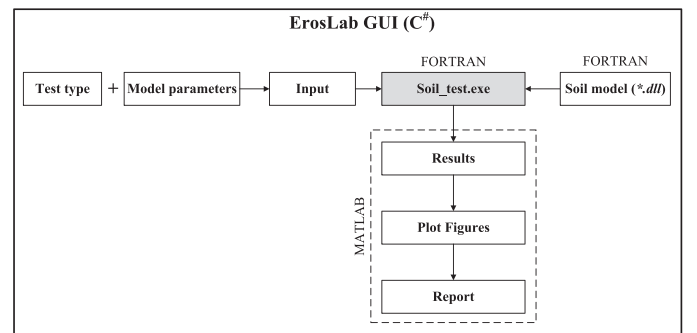 ErosLab GUI (C#)
FORTRAN FORTRAN
Test type + Model parameters Input Soil_test.exe Soil model (*.dll)
Results
MATLAB
Plot Figures
Report